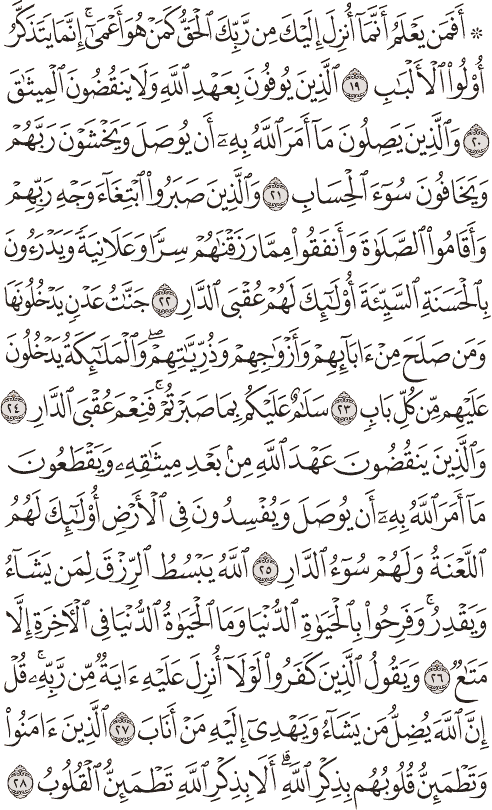 ۞ أَفَمَن يَعْلَمُ أَنَّمَآ أُنزِلَ إِلَيْكَ مِن رَّبِّكَ ٱلْحَقُّ كَمَنْ هُوَ أَعْمَىٰٓ ۚ إِنَّمَا يَتَذَكَّرُ
أُو۟لُوا۟ ٱلْأَلْبَـٰبِ ١٩ ٱلَّذِينَ يُوفُونَ بِعَهْدِ ٱللَّهِ وَلَا يَنقُضُونَ ٱلْمِيثَـٰقَ
٢٠ وَٱلَّذِينَ يَصِلُونَ مَآ أَمَرَ ٱللَّهُ بِهِۦٓ أَن يُوصَلَ وَيَخْشَوْنَ رَبَّهُمْ
وَيَخَافُونَ سُوٓءَ ٱلْحِسَابِ ٢١ وَٱلَّذِينَ صَبَرُوا۟ ٱبْتِغَآءَ وَجْهِ رَبِّهِمْ
وَأَقَامُوا۟ ٱلصَّلَوٰةَ وَأَنفَقُوا۟ مِمَّا رَزَقْنَـٰهُمْ سِرًّا وَعَلَانِيَةً وَيَدْرَءُونَ
بِٱلْحَسَنَةِ ٱلسَّيِّئَةَ أُو۟لَـٰٓئِكَ لَهُمْ عُقْبَى ٱلدَّارِ ٢٢ جَنَّـٰتُ عَدْنٍ يَدْخُلُونَهَا
وَمَن صَلَحَ مِنْ ءَابَآئِهِمْ وَأَزْوَٰجِهِمْ وَذُرِّيَّـٰتِهِمْ ۖ وَٱلْمَلَـٰٓئِكَةُ يَدْخُلُونَ
عَلَيْهِم مِّن كُلِّ بَابٍ ٢٣ سَلَـٰمٌ عَلَيْكُم بِمَا صَبَرْتُمْ ۚ فَنِعْمَ عُقْبَى ٱلدَّارِ ٢٤
وَٱلَّذِينَ يَنقُضُونَ عَهْدَ ٱللَّهِ مِنۢ بَعْدِ مِيثَـٰقِهِۦ وَيَقْطَعُونَ
مَآ أَمَرَ ٱللَّهُ بِهِۦٓ أَن يُوصَلَ وَيُفْسِدُونَ فِى ٱلْأَرْضِ أُو۟لَـٰٓئِكَ لَهُمُ
ٱللَّعْنَةُ وَلَهُمْ سُوٓءُ ٱلدَّارِ ٢٥ ٱللَّهُ يَبْسُطُ ٱلرِّزْقَ لِمَن يَشَآءُ
وَيَقْدِرُ ۚ وَفَرِحُوا۟ بِٱلْحَيَوٰةِ ٱلدُّنْيَا وَمَا ٱلْحَيَوٰةُ ٱلدُّنْيَا فِى ٱلْـَٔاخِرَةِ إِلَّا
مَتَـٰعٌ ٢٦ وَيَقُولُ ٱلَّذِينَ كَفَرُوا۟ لَوْلَآ أُنزِلَ عَلَيْهِ ءَايَةٌ مِّن رَّبِّهِۦ ۗ قُلْ
إِنَّ ٱللَّهَ يُضِلُّ مَن يَشَآءُ وَيَهْدِىٓ إِلَيْهِ مَنْ أَنَابَ ٢٧ ٱلَّذِينَ ءَامَنُوا۟
وَتَطْمَئِنُّ قُلُوبُهُم بِذِكْرِ ٱللَّهِ ۗ أَلَا بِذِكْرِ ٱللَّهِ تَطْمَئِنُّ ٱلْقُلُوبُ ٢٨